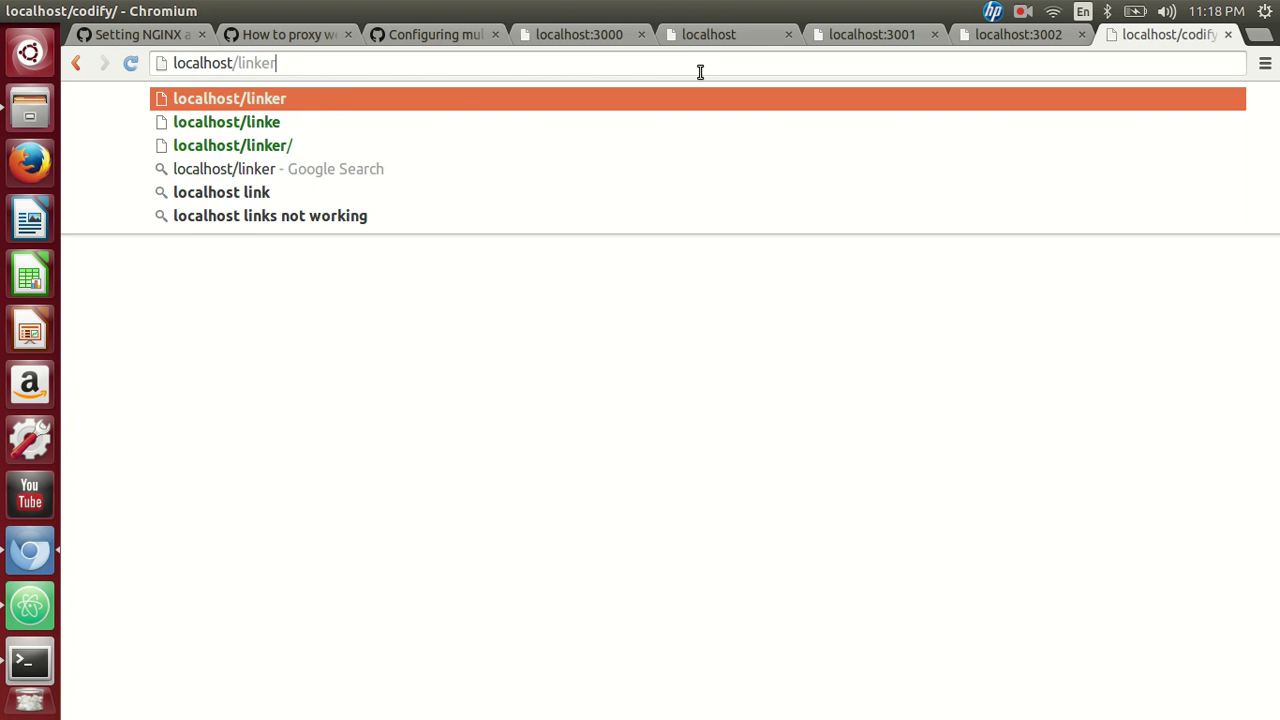 localhost/codify/ - Chromium
En
11:18 PM
Setting NGINX a
How to proxy w
Configuring mul
localhost:3000
localhost
localhost:3001
localhost:3002
localhost/codify
localhost/linker
localhost/linker
localhost/linke
localhost/linker/
localhost/linker - Google Search
localhost link
localhost links not working
hp
a
You
Tube
>_